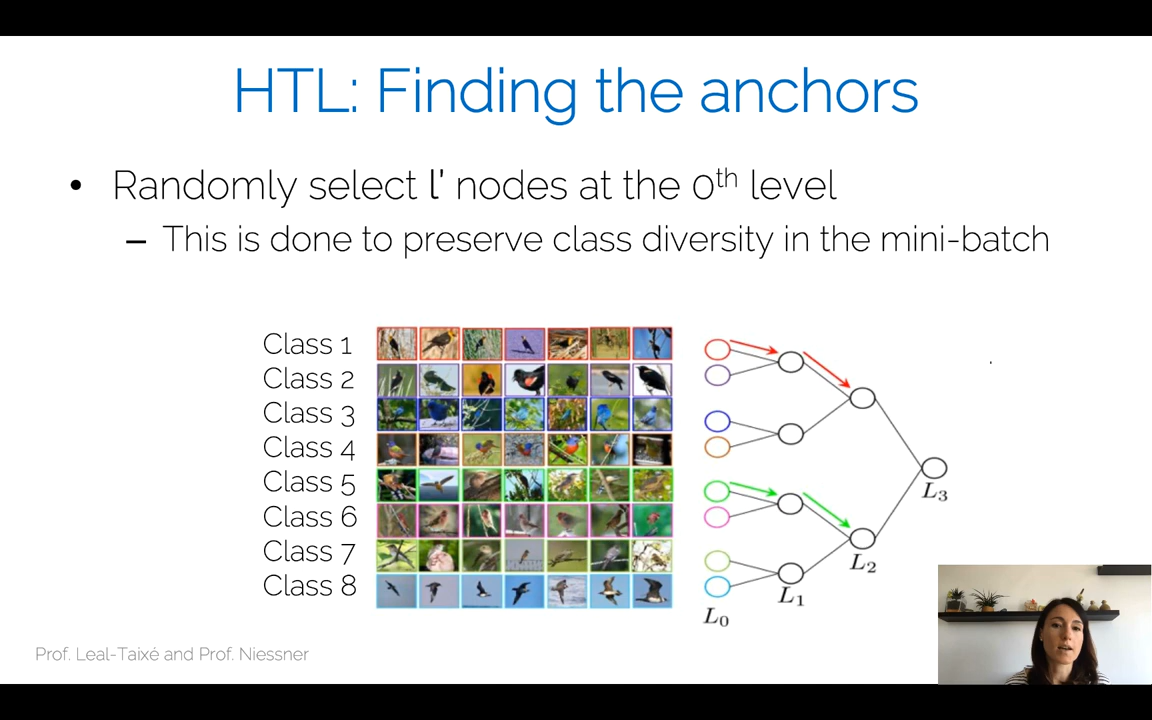 HTL: Finding the anchors
• Randomly select l' nodes at the 0th level
– This is done to preserve class diversity in the mini-batch
Class 1
Class 2
Class 3
Class 4
Class 5
Class 6
Class 7
Class 8
L3
L2
L1
L0
Prof. Leal-Taixé and Prof. Niessner